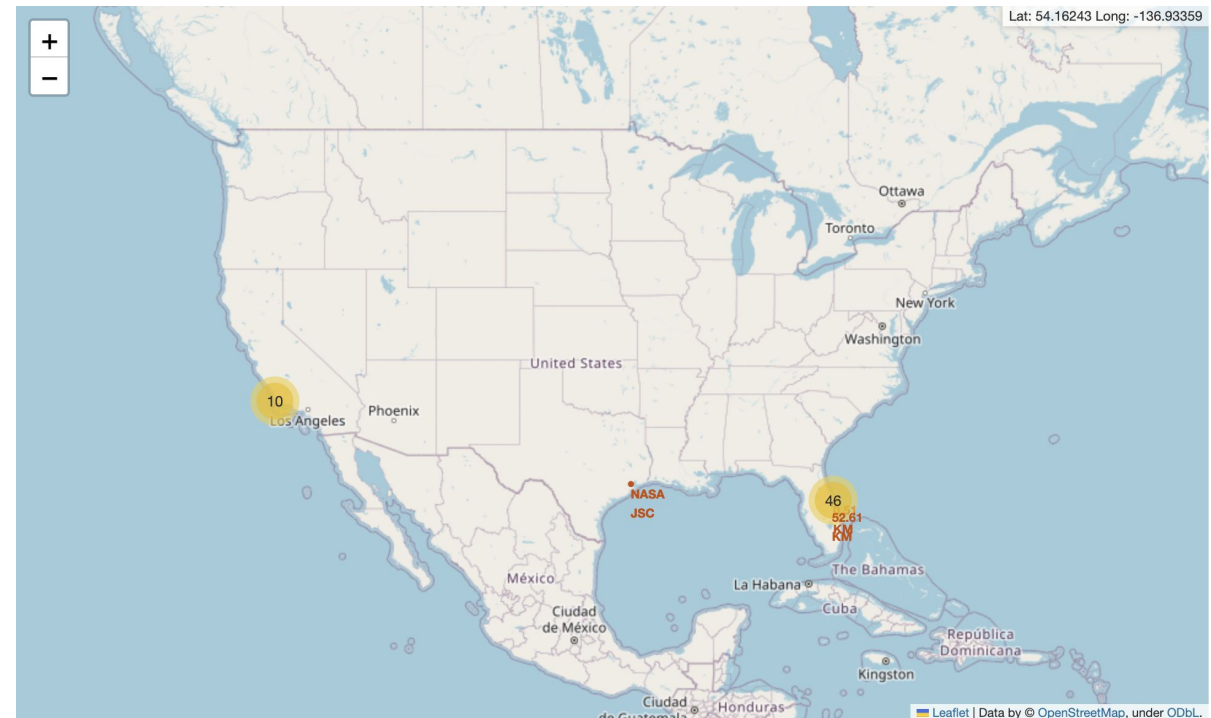 Lat: 54.16243 Long: -136.93359
+
−
Ottawa
Toronto
New York
Washington
United States
10
Los Angeles
Phoenix
NASA
JSC
46
52.61
KM
KM
The Bahamas
La Habana
México
Cuba
Ciudad
de México
República
Dominicana
Kingston
Ciudad
de Guatemala
Honduras
Leaflet | Data by © OpenStreetMap, under ODbL.